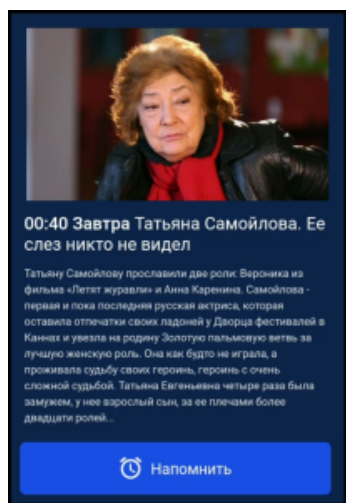 00:40 Завтра Татьяна Самойлова. Ее
слез никто не видел
Татьяну Самойлову прославили две роли: Вероника из
фильма «Летят журавли» и Анна Каренина. Самойлова -
первая и пока последняя русская актриса, которая
оставила отпечатки своих ладоней у Дворца фестивалей в
Каннах и увезла на родину Золотую пальмовую ветвь за
лучшую женскую роль. Она как будто не играла, а
проживала судьбу своих героинь, героинь с очень
сложной судьбой. Татьяна Евгеньевна четыре раза была
замужем, у нее взрослый сын, за ее плечами более
двадцати ролей...
Напомнить